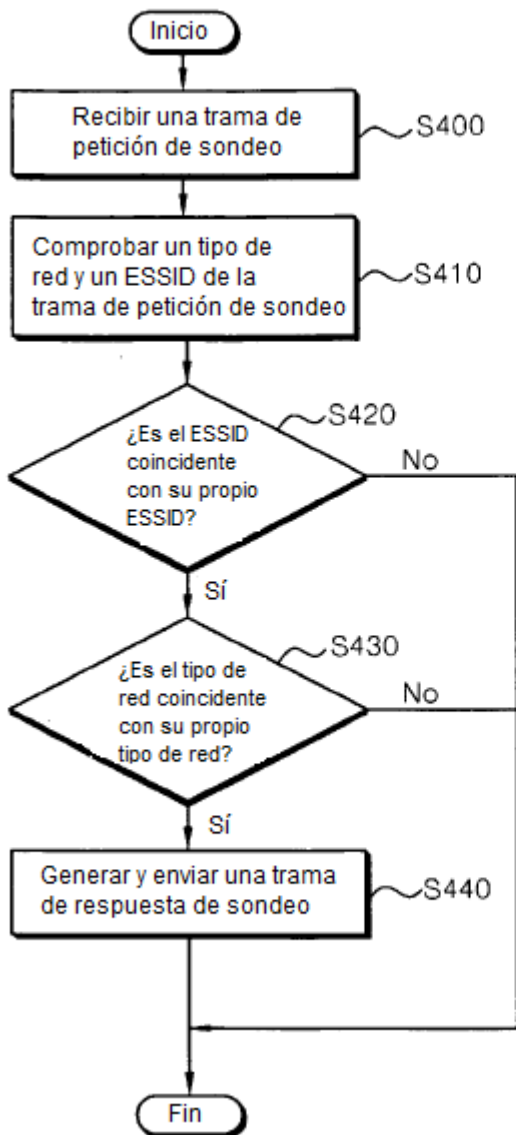 Inicio
Recibir una trama de
petición de sondeo
S400
Comprobar un tipo de
red y un ESSID de la
trama de petición de sondeo
S410
¿Es el ESSID
coincidente
con su propio
ESSID?
S420
No
Sí
¿Es el tipo de
red coincidente
con su propio
tipo de red?
S430
No
Sí
Generar y enviar una trama
de respuesta de sondeo
S440
Fin